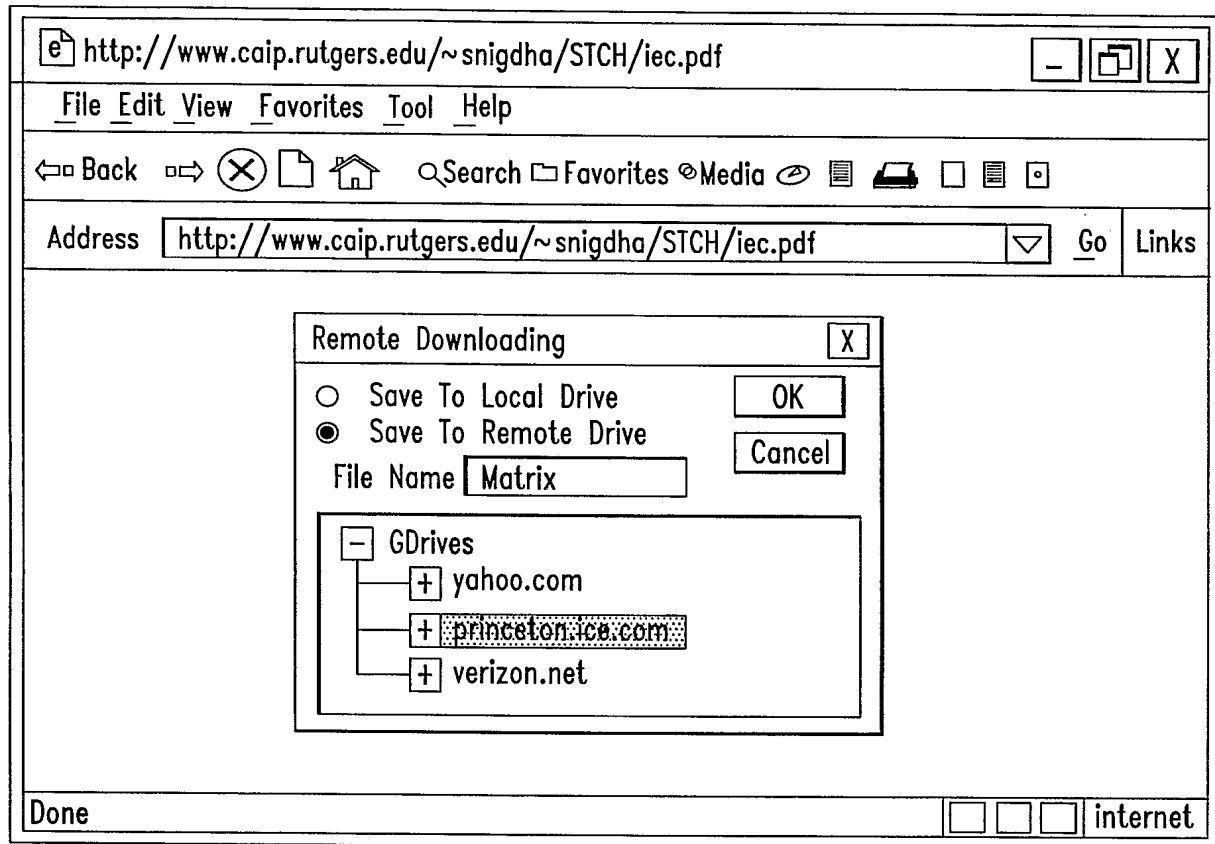 http://www.caip.rutgers.edu/~snigdha/STCH/iec.pdf X
File Edit View Favorites Tool Help
Back Search Favorites Media
Address http://www.caip.rutgers.edu/~snigdha/STCH/iec.pdf Go Links
Remote Downloading X
Save To Local Drive OK
Save To Remote Drive
Cancel
File Name Matrix
GDrives
yahoo.com
princeton.ice.com
verizon.net
Done internet